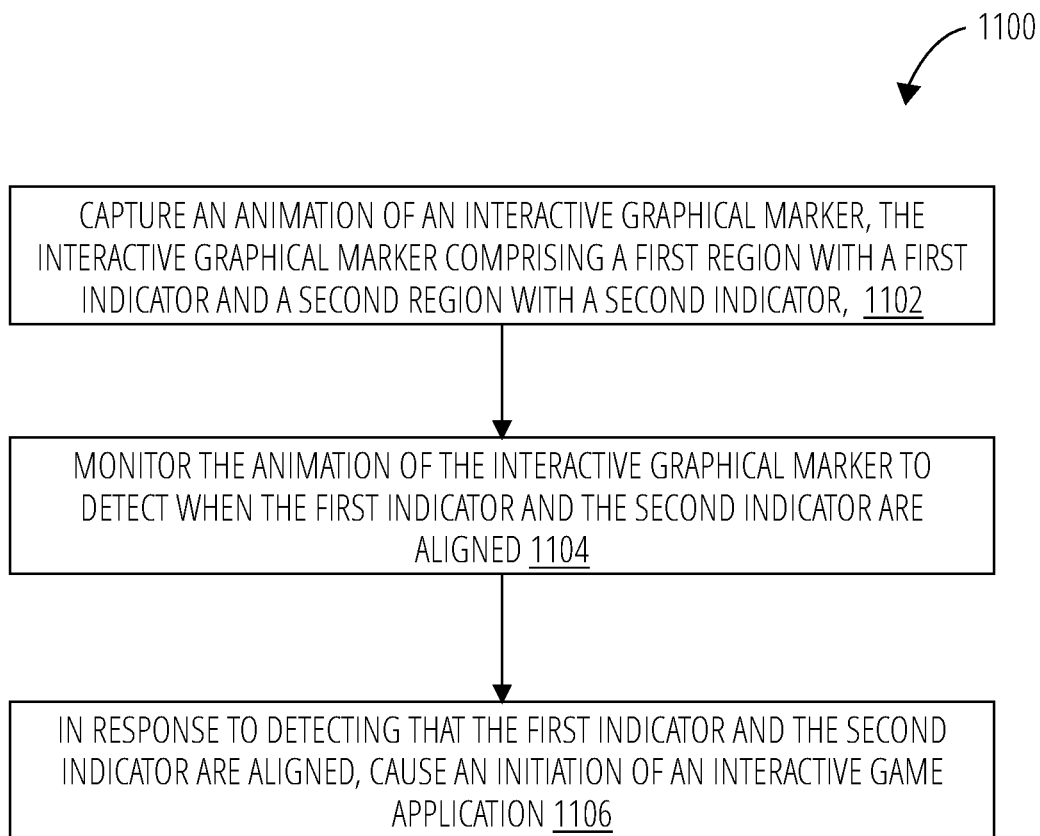 1100
CAPTURE AN ANIMATION OF AN INTERACTIVE GRAPHICAL MARKER, THE
INTERACTIVE GRAPHICAL MARKER COMPRISING A FIRST REGION WITH A FIRST
INDICATOR AND A SECOND REGION WITH A SECOND INDICATOR, 1102
MONITOR THE ANIMATION OF THE INTERACTIVE GRAPHICAL MARKER TO
DETECT WHEN THE FIRST INDICATOR AND THE SECOND INDICATOR ARE
ALIGNED 1104
IN RESPONSE TO DETECTING THAT THE FIRST INDICATOR AND THE SECOND
INDICATOR ARE ALIGNED, CAUSE AN INITIATION OF AN INTERACTIVE GAME
APPLICATION 1106